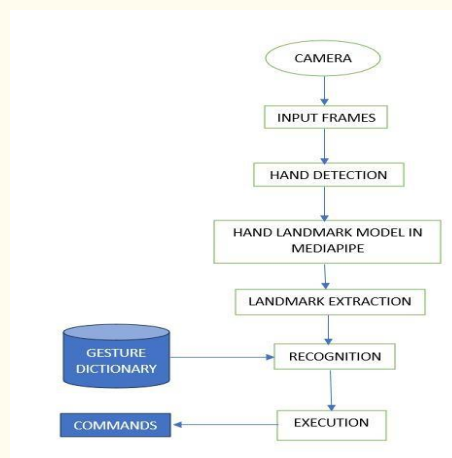 CAMERA
INPUT FRAMES
HAND DETECTION
HAND LANDMARK MODEL IN
MEDIAPIPE
LANDMARK EXTRACTION
GESTURE
DICTIONARY
RECOGNITION
COMMANDS
EXECUTION